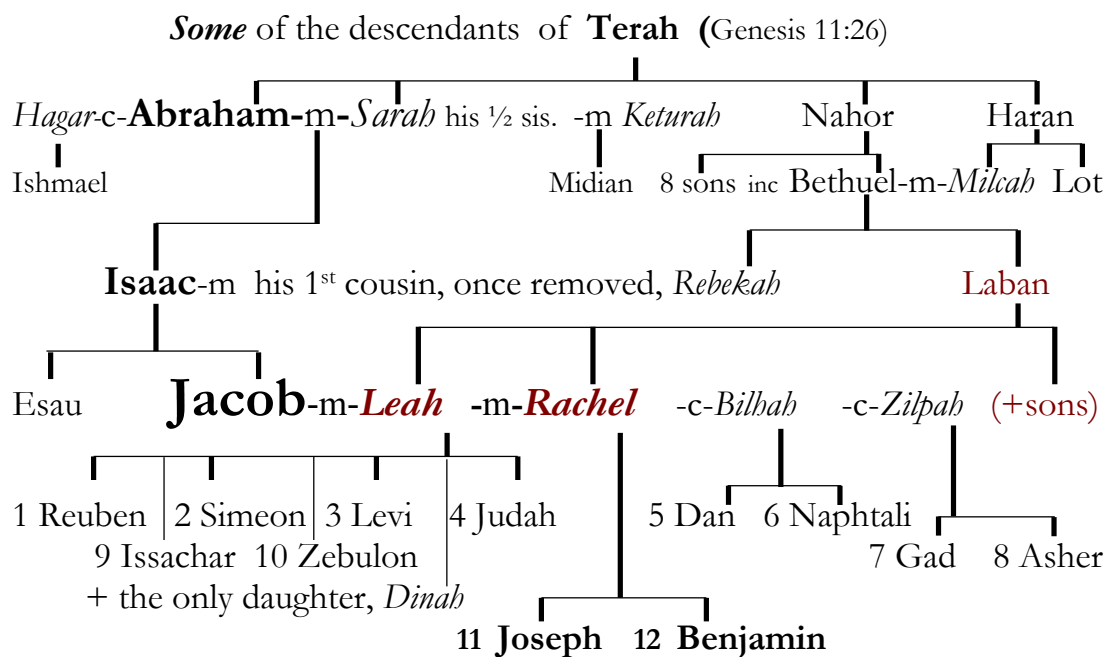 Some of the descendants of Terah (Genesis 11:26)
Hagar-c-Abraham-m-Sarah his ½ sis. -m Keturah Nahor Haran
Ishmael Midian 8 sons inc Bethuel-m-Milcah Lot
Isaac-m his 1st cousin, once removed, Rebekah Laban
Esau Jacob-m-Leah -m-Rachel -c-Bilhah -c-Zilpah (+sons)
1 Reuben 2 Simeon 3 Levi 4 Judah 5 Dan 6 Naphtali
9 Issachar 10 Zebulon 7 Gad 8 Asher
+ the only daughter, Dinah
11 Joseph 12 Benjamin